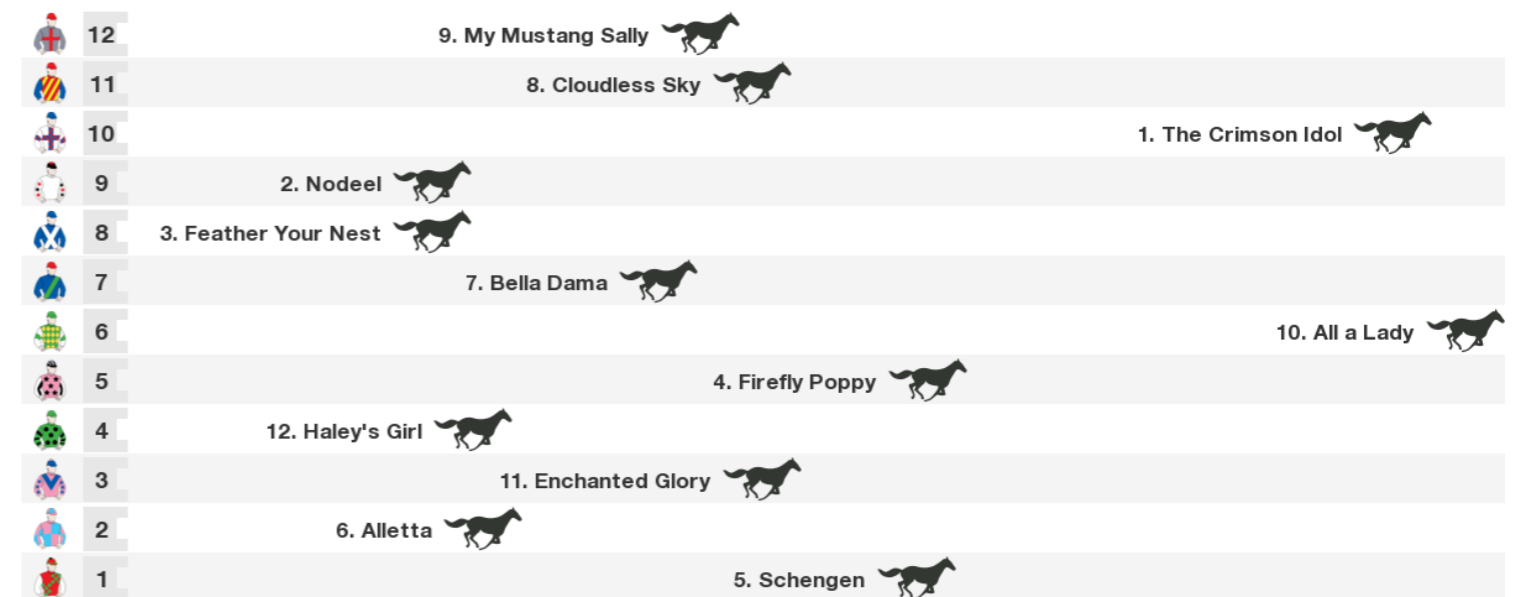 12 9. My Mustang Sally
11 8. Cloudless Sky
10 1. The Crimson Idol
9 2. Nodeel
8 3. Feather Your Nest
7 7. Bella Dama
6 10. All a Lady
5 4. Firefly Poppy
4 12. Haley's Girl
3 11. Enchanted Glory
2 6. Alletta
1 5. Schengen